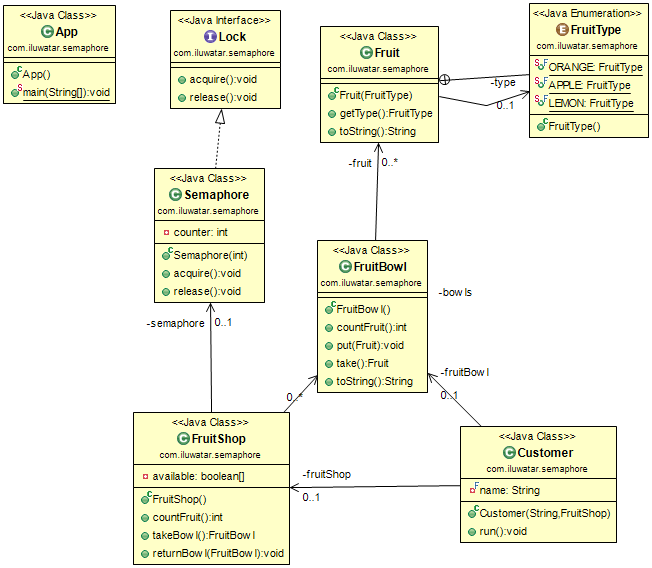 <<Java Class>>
App
com.iluwatar.semaphore
App()
main(String[]):void
<<Java Interface>>
Lock
com.iluwatar.semaphore
acquire():void
release():void
<<Java Class>>
Fruit
com.iluwatar.semaphore
Fruit(FruitType)
getType():FruitType
toString():String
-type
0..1
<<Java Enumeration>>
FruitType
com.iluwatar.semaphore
ORANGE: FruitType
APPLE: FruitType
LEMON: FruitType
FruitType()
-fruit
0..*
<<Java Class>>
Semaphore
com.iluwatar.semaphore
counter: int
Semaphore(int)
acquire():void
release():void
-semaphore
0..1
<<Java Class>>
FruitBowl
com.iluwatar.semaphore
FruitBowl()
countFruit():int
put(Fruit):void
take():Fruit
toString():String
-bowls
0..*
-fruitBowl
0..1
<<Java Class>>
FruitShop
com.iluwatar.semaphore
available: boolean[]
FruitShop()
countFruit():int
takeBowl():FruitBowl
returnBowl(FruitBowl):void
-fruitShop
0..1
<<Java Class>>
Customer
com.iluwatar.semaphore
name: String
Customer(String,FruitShop)
run():void